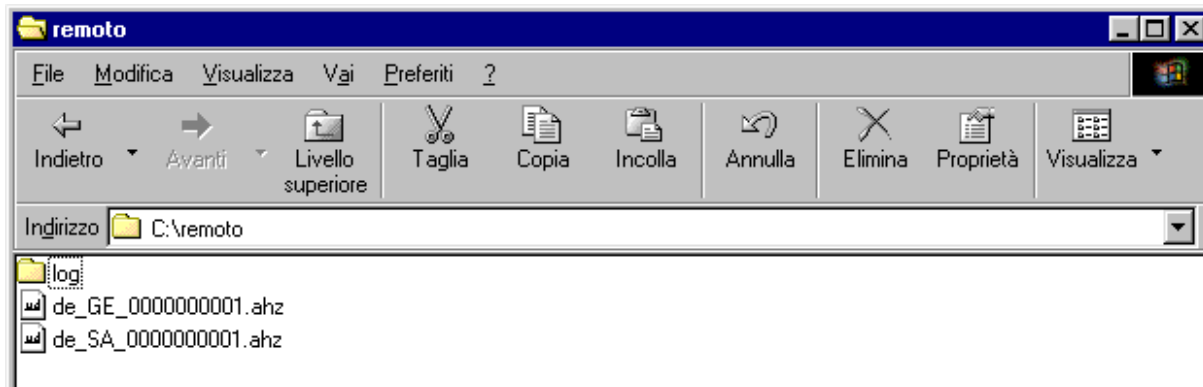 remoto
File Modifica Visualizza Vai Preferiti ?
Indietro Avanti Livello superiore Taglia Copia Incolla Annulla Elimina Proprietà Visualizza
Indirizzo C:\remoto
log
de_GE_0000000001.ahz
de_SA_0000000001.ahz